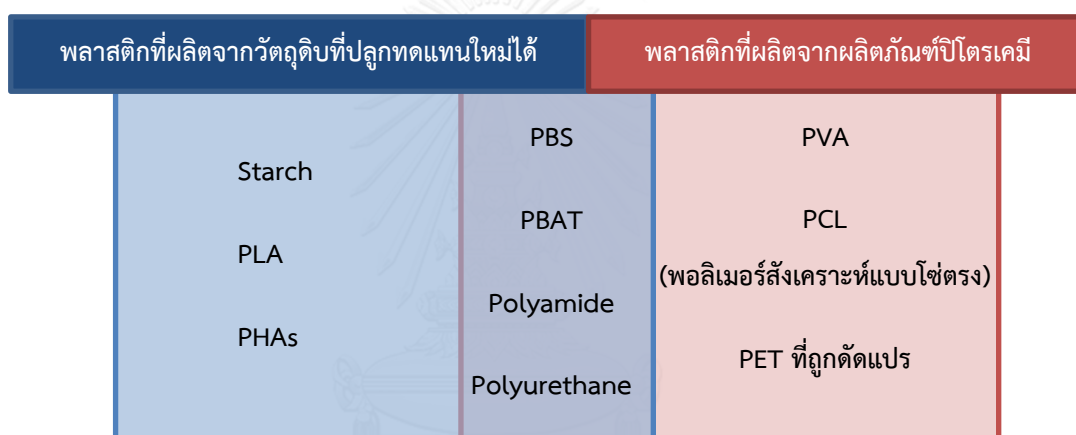 พลาสติกที่ผลิตจากวัตถุดิบที่ปลูกทดแทนใหม่ได้
พลาสติกที่ผลิตจากผลิตภัณฑ์ปิโตรเคมี
Starch
PLA
PHAs
PBS
PBAT
Polyamide
Polyurethane
PVA
PCL
(พอลิเมอร์สังเคราะห์แบบโซ่ตรง)
PET ที่ถูกดัดแปร